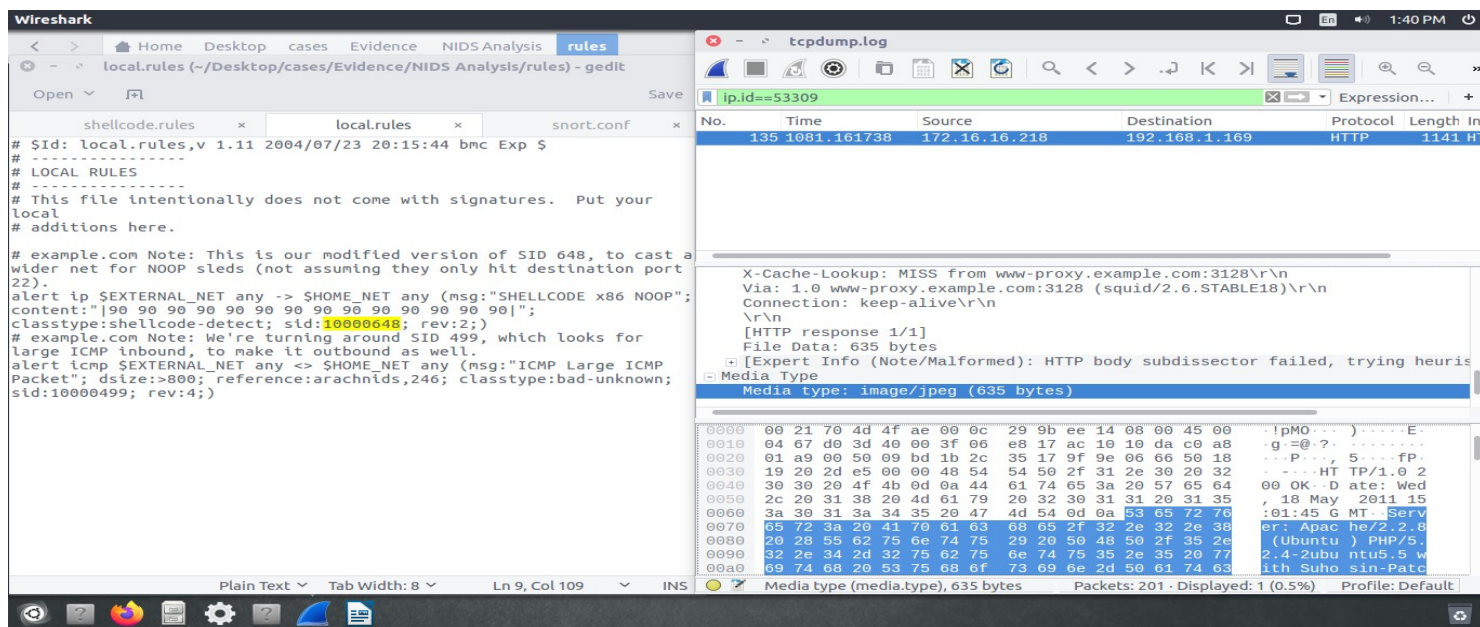 Wireshark
En
1:40 PM
Home Desktop cases Evidence NIDS Analysis rules
local.rules (~/Desktop/cases/Evidence/NIDS Analysis/rules) - gedit
Open
Save
shellcode.rules × local.rules × snort.conf ×
# $Id: local.rules,v 1.11 2004/07/23 20:15:44 bmc Exp $
# ----------------
# LOCAL RULES
# ----------------
# This file intentionally does not come with signatures.  Put your
local
# additions here.
# example.com Note: This is our modified version of SID 648, to cast a
wider net for NOOP sleds (not assuming they only hit destination port
22).
alert ip $EXTERNAL_NET any -> $HOME_NET any (msg:"SHELLCODE x86 NOOP";
content:"|90 90 90 90 90 90 90 90 90 90 90 90 90 90|";
classtype:shellcode-detect; sid:10000648; rev:2;)
# example.com Note: We're turning around SID 499, which looks for
large ICMP inbound, to make it outbound as well.
alert icmp $EXTERNAL_NET any <> $HOME_NET any (msg:"ICMP Large ICMP
Packet"; dsize:>800; reference:arachnids,246; classtype:bad-unknown;
sid:10000499; rev:4;)
Plain Text Tab Width: 8 Ln 9, Col 109 INS
tcpdump.log
ip.id==53309
Expression... +
No. Time Source Destination Protocol Length In
135 1081.161738 172.16.16.218 192.168.1.169 HTTP 1141 HT
X-Cache-Lookup: MISS from www-proxy.example.com:3128\r\n
Via: 1.0 www-proxy.example.com:3128 (squid/2.6.STABLE18)\r\n
Connection: keep-alive\r\n
\r\n
[HTTP response 1/1]
File Data: 635 bytes
[Expert Info (Note/Malformed): HTTP body subdissector failed, trying heuris
Media Type
Media type: image/jpeg (635 bytes)
0000 00 21 70 4d 4f ae 00 0c 29 9b ee 14 08 00 45 00 ·!pMO··· )·····E·
0010 04 67 d0 3d 40 00 3f 06 e8 17 ac 10 10 da c0 a8 ·g·=@·?· ········
0020 01 a9 00 50 09 bd 1b 2c 35 17 9f 9e 06 66 50 18 ···P···, 5····fP·
0030 19 20 2d e5 00 00 48 54 54 50 2f 31 2e 30 20 32 · -···HT TP/1.0 2
0040 30 30 20 4f 4b 0d 0a 44 61 74 65 3a 20 57 65 64 00 OK··D ate: Wed
0050 2c 20 31 38 20 4d 61 79 20 32 30 31 31 20 31 35 , 18 May  2011 15
0060 3a 30 31 3a 34 35 20 47 4d 54 0d 0a 53 65 72 76 :01:45 G MT··Serv
0070 65 72 3a 20 41 70 61 63 68 65 2f 32 2e 32 2e 38 er: Apac he/2.2.8
0080 20 28 55 62 75 6e 74 75 29 20 50 48 50 2f 35 2e (Ubuntu ) PHP/5.
0090 32 2e 34 2d 32 75 62 75 6e 74 75 35 2e 35 20 77 2.4-2ubu ntu5.5 w
00a0 69 74 68 20 53 75 68 6f 73 69 6e 2d 50 61 74 63 ith Suho sin-Patc
Media type (media.type), 635 bytes Packets: 201 · Displayed: 1 (0.5%) Profile: Default